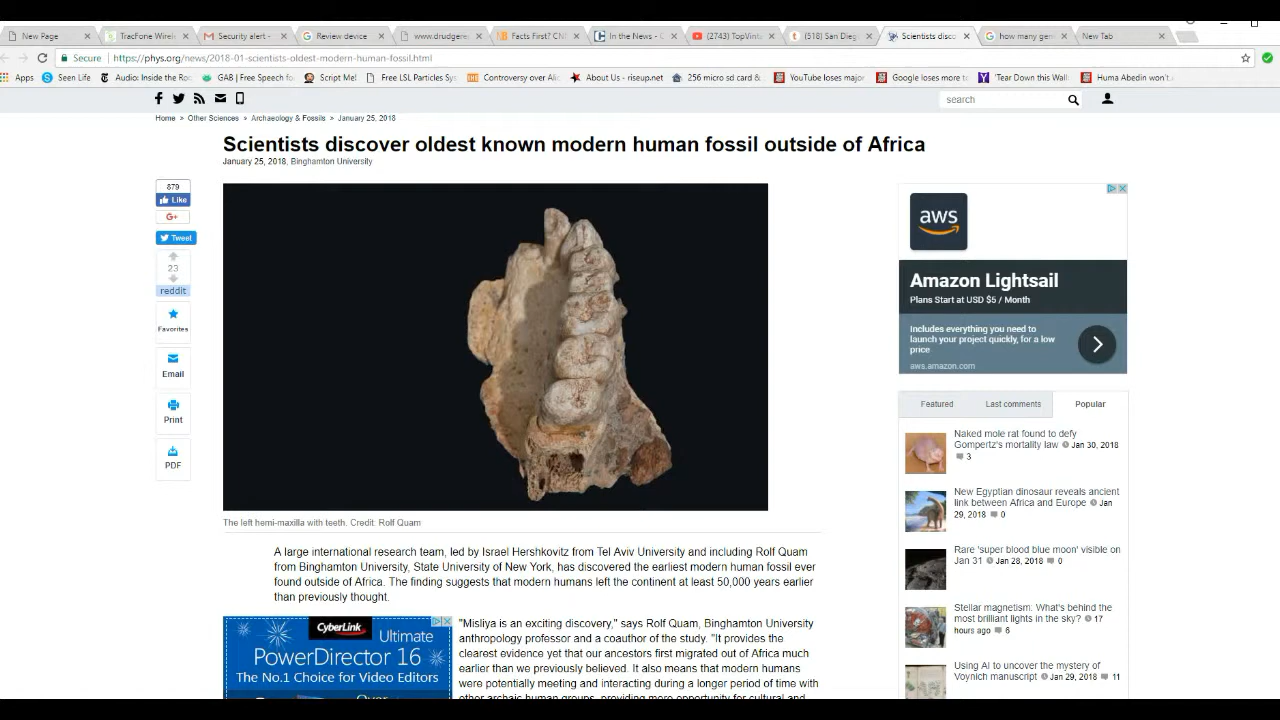 New Page
TracFone Wirel
Security alert -
Review device
www.drudgere
Facts First° C
In the News - C
(2743) TopVint
(518) San Dieg
Scientists disco
how many gen
New Tab
Secure
https://phys.org/news/2018-01-scientists-oldest-modern-human-fossil.html
Apps
Seen Life
Audio: Inside the Ro
GAB | Free Speech fo
Script Me!
Free LSL Particles Sy
Controversy over Ali
About Us - riseup.net
256 micro sd card &
YouTube loses major
Google loses more t
'Tear Down this Wall
Huma Abedin won't
search
Home > Other Sciences > Archaeology & Fossils > January 25, 2018
Scientists discover oldest known modern human fossil outside of Africa
January 25, 2018, Binghamton University
879
Like
G+
Tweet
23
reddit
Favorites
Email
Print
PDF
The left hemi-maxilla with teeth. Credit: Rolf Quam
A large international research team, led by Israel Hershkovitz from Tel Aviv University and including Rolf Quam
from Binghamton University, State University of New York, has discovered the earliest modern human fossil ever
found outside of Africa. The finding suggests that modern humans left the continent at least 50,000 years earlier
than previously thought.
CyberLink
Ultimate
PowerDirector 16
The No.1 Choice for Video Editors
Over
"Misliya is an exciting discovery," says Rolf Quam, Binghamton University
anthropology professor and a coauthor of the study. "It provides the
clearest evidence yet that our ancestors first migrated out of Africa much
earlier than we previously believed. It also means that modern humans
were potentially meeting and interacting during a longer period of time with
other archaic human groups, providing more opportunity for cultural and
aws
Amazon Lightsail
Plans Start at USD $5 / Month
Includes everything you need to
launch your project quickly, for a low
price
aws.amazon.com
Featured
Last comments
Popular
Naked mole rat found to defy
Gompertz's mortality law Jan 30, 2018
3
New Egyptian dinosaur reveals ancient
link between Africa and Europe Jan
29, 2018 0
Rare 'super blood blue moon' visible on
Jan 31 Jan 28, 2018 0
Stellar magnetism: What's behind the
most brilliant lights in the sky? 17
hours ago 6
Using AI to uncover the mystery of
Voynich manuscript Jan 29, 2018 11